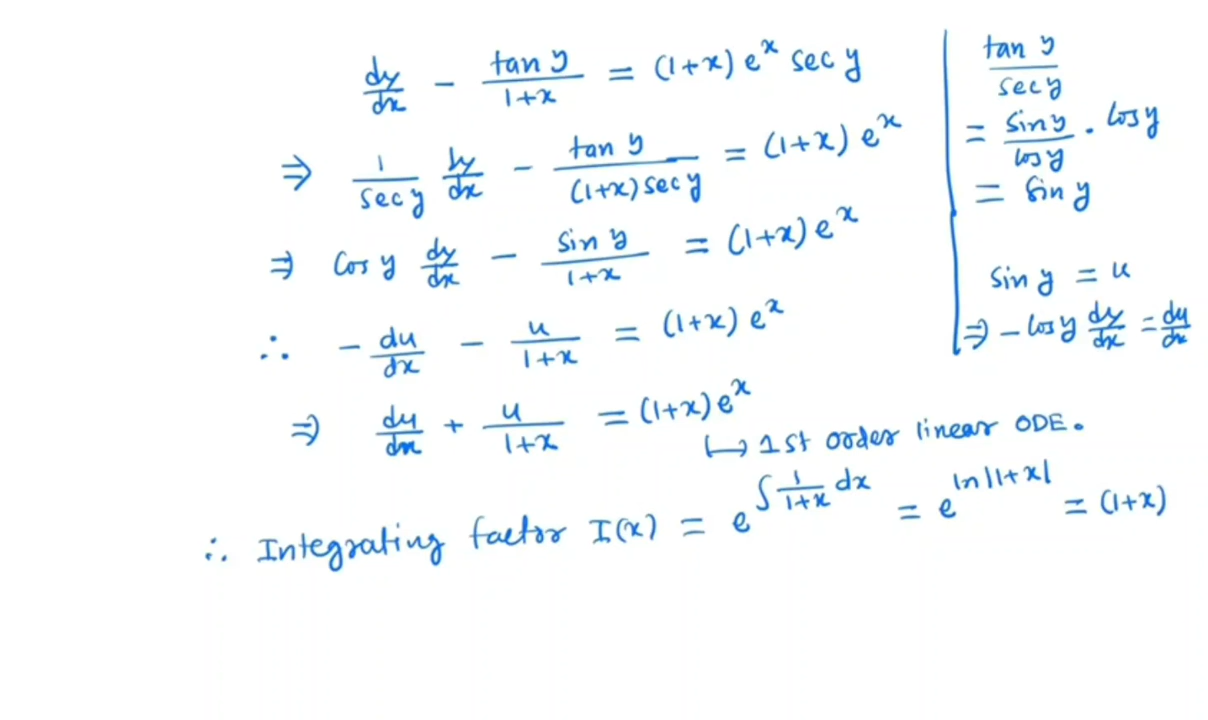 dy/dx - tan y/(1+x) = (1+x) e^x sec y
⇒ 1/sec y dy/dx - tan y/((1+x) sec y) = (1+x) e^x
⇒ cos y dy/dx - sin y/(1+x) = (1+x) e^x
∴ - du/dx - u/(1+x) = (1+x) e^x
⇒ du/dx + u/(1+x) = (1+x) e^x
↳ 1st order linear ODE.
∴ Integrating factor I(x) = e^(∫ 1/(1+x) dx) = e^(ln|1+x|) = (1+x)
tan y/sec y
= sin y/cos y . cos y
= sin y
sin y = u
⇒ - cos y dy/dx = du/dx